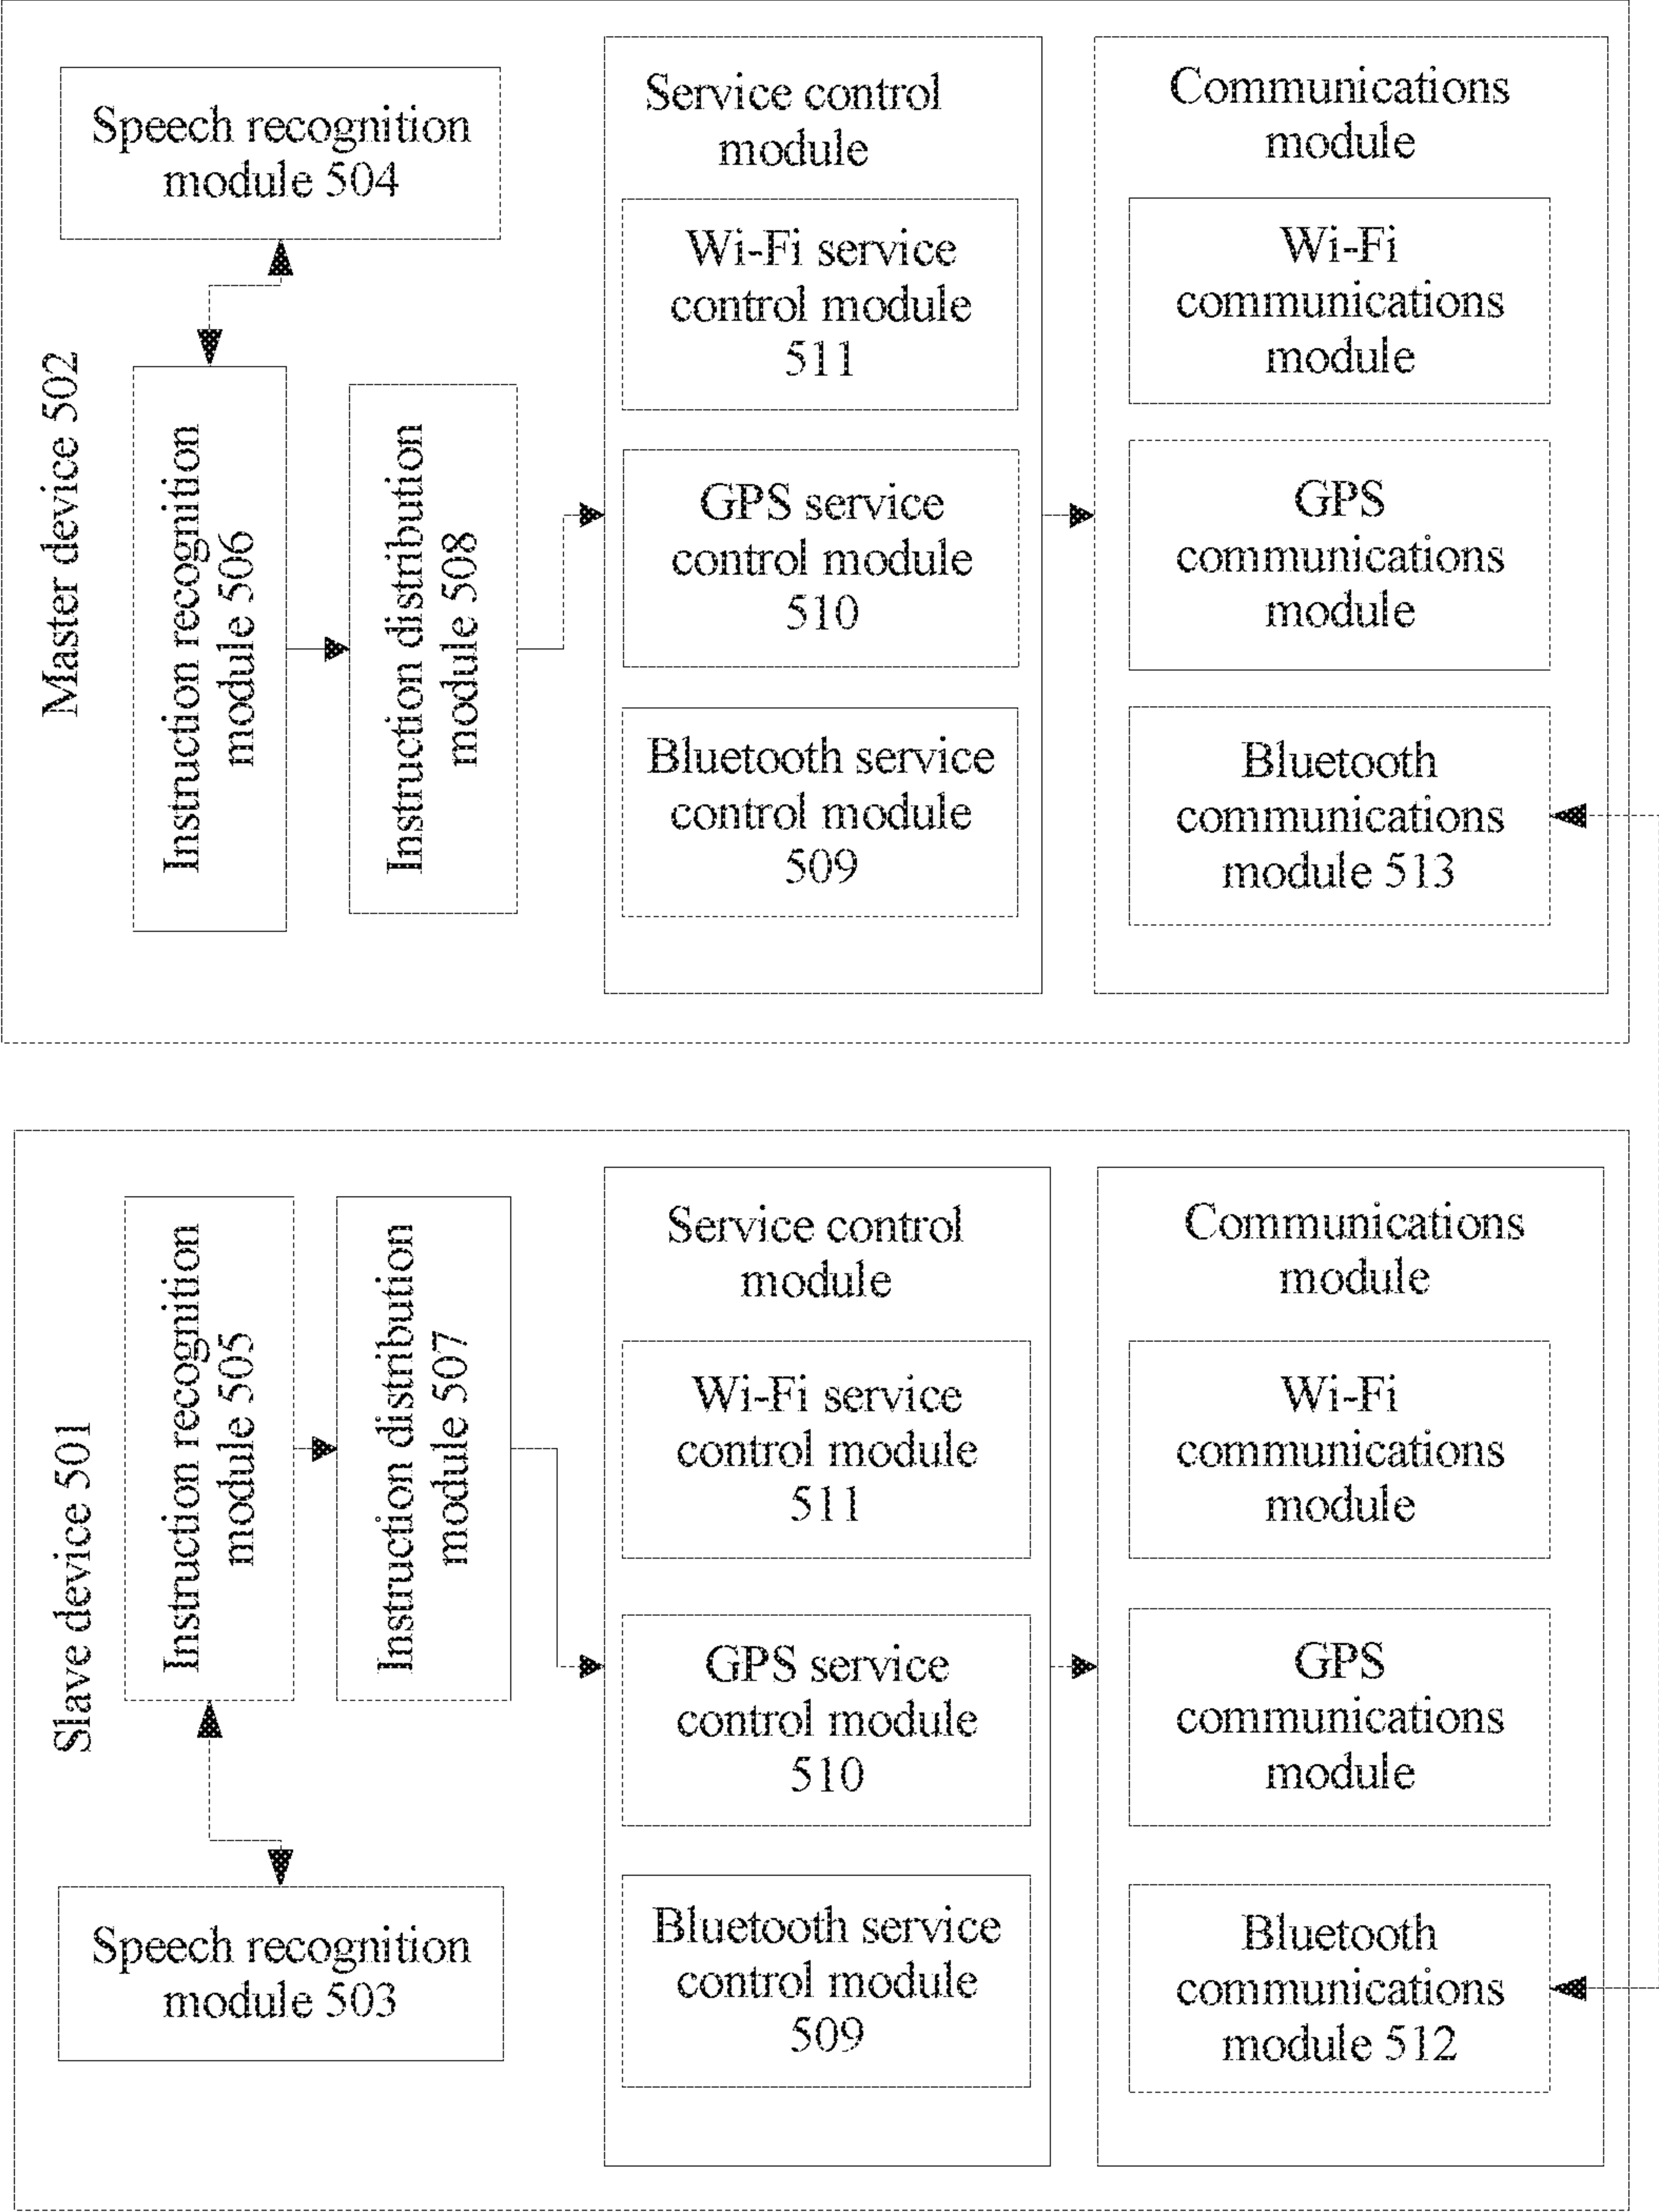 Master device 502
Speech recognition
module 504
Instruction recognition
module 506
Instruction distribution
module 508
Service control
module
Wi-Fi service
control module
511
GPS service
control module
510
Bluetooth service
control module
509
Communications
module
Wi-Fi
communications
module
GPS
communications
module
Bluetooth
communications
module 513
Slave device 501
Instruction recognition
module 505
Instruction distribution
module 507
Speech recognition
module 503
Service control
module
Wi-Fi service
control module
511
GPS service
control module
510
Bluetooth service
control module
509
Communications
module
Wi-Fi
communications
module
GPS
communications
module
Bluetooth
communications
module 512